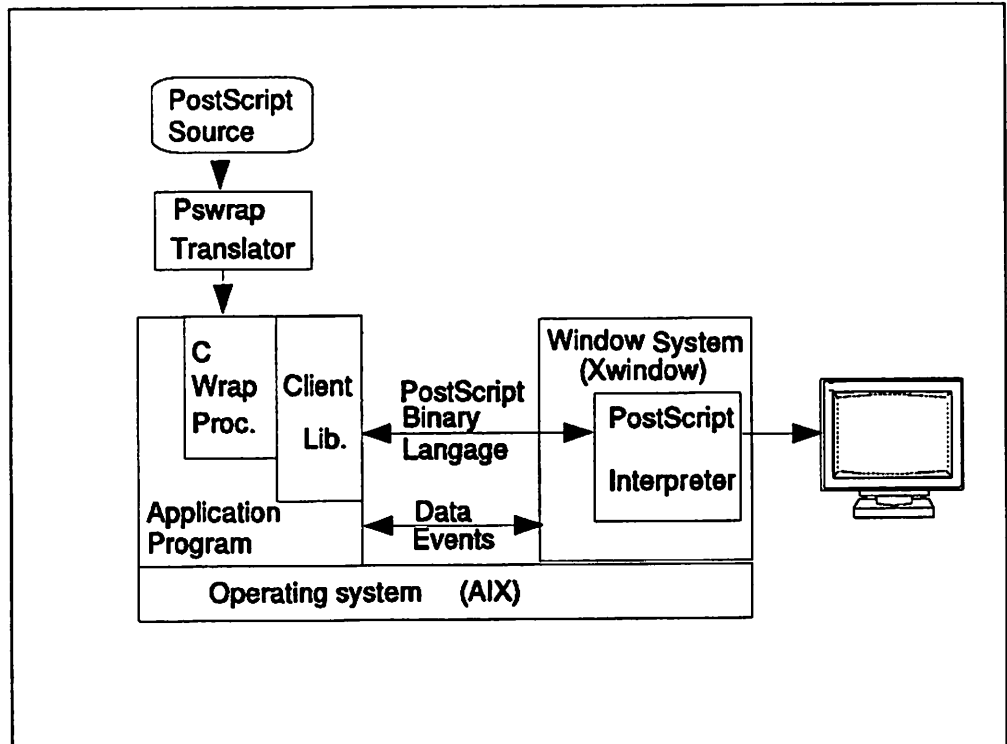 PostScript
Source
Pswrap
Translator
C
Wrap
Proc.
Client
Lib.
Application
Program
PostScript
Binary
Langage
Data
Events
Window System
(Xwindow)
PostScript
Interpreter
Operating system (AIX)